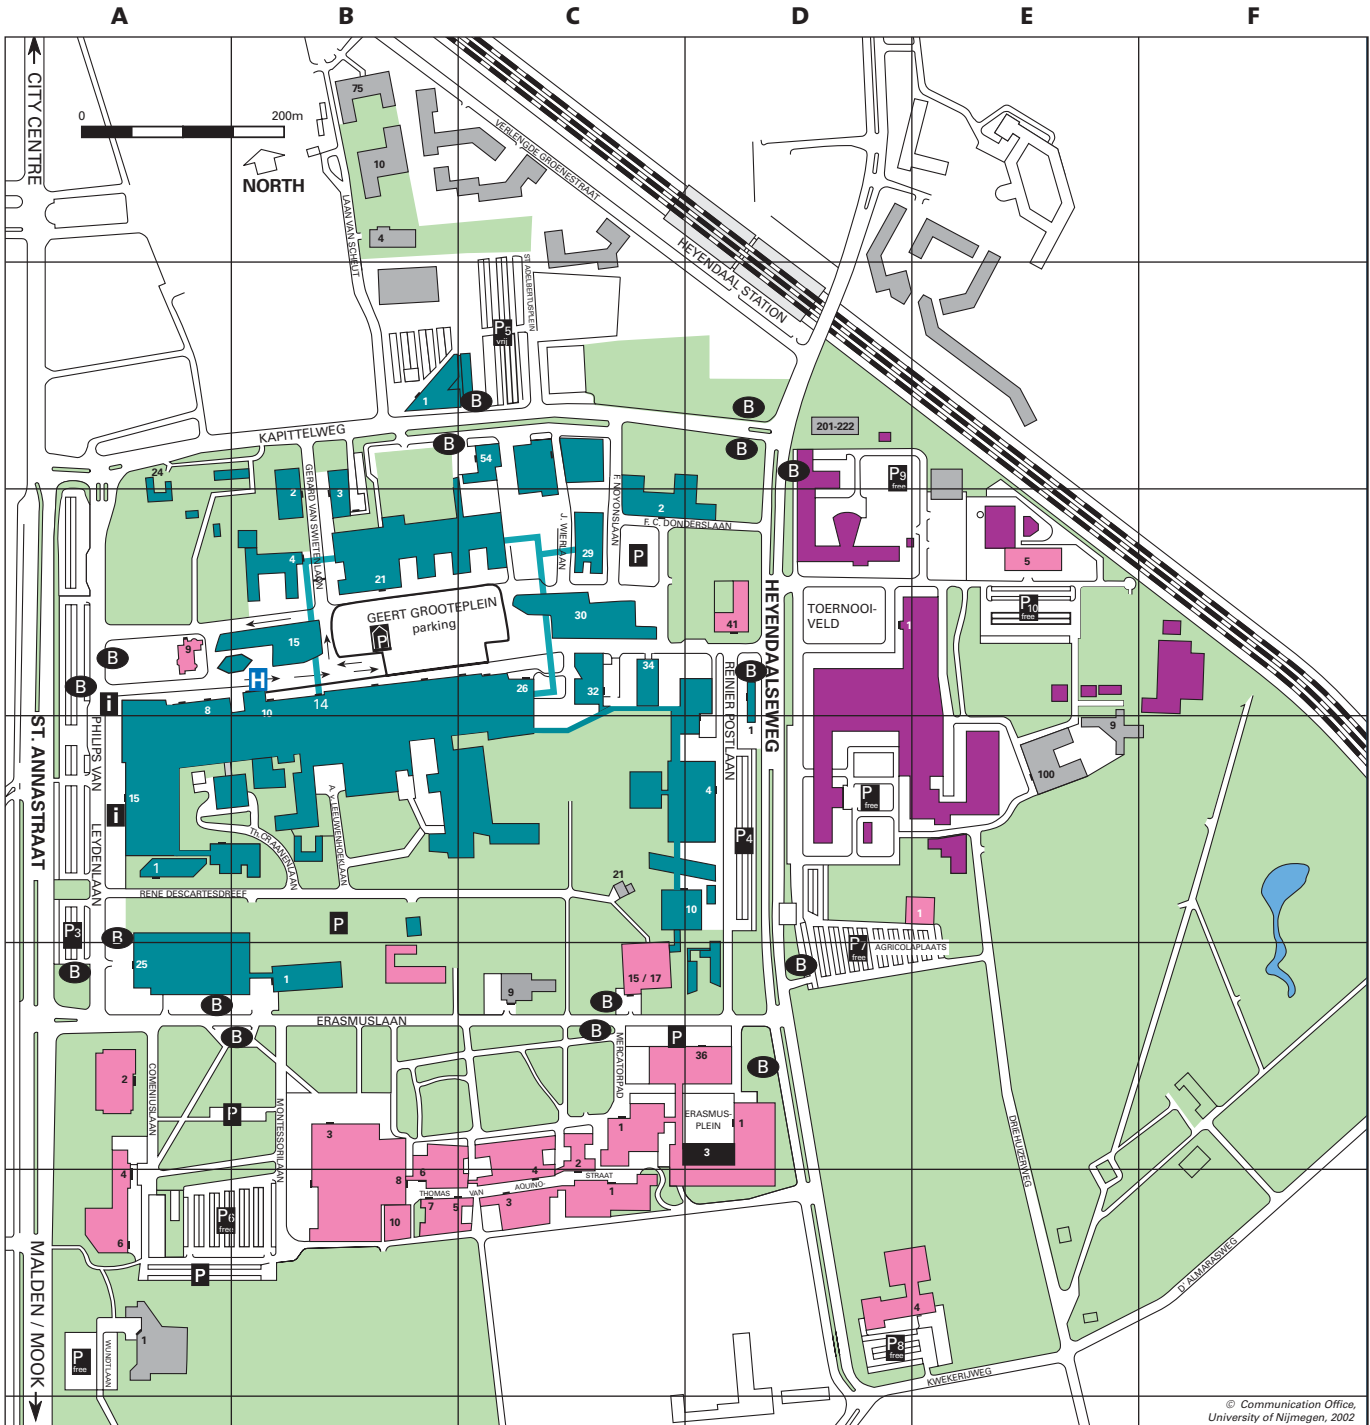 A B C D E F
CITY CENTRE
0 200m
NORTH
75
10
4
LAAN VAN SCHEUT
VERLENGDE GROENESTRAAT
HEYENDAAL STATION
ST. ADELBERTUSPLEIN
P5
vrij
1
B
B
KAPITTELWEG
B
B
B
201-222
P9
free
24
2
3
54
GERARD VAN SWIETENLAAN
F. NOYONSLAAN
J. WIERLAAN
2
F. C. DONDERSLAAN
4
21
29
P
5
P10
free
GEERT GROOTEPLEIN
parking
P
30
41
HEYENDAALSEWEG
TOERNOOI-
VELD
1
15
9
B
B
H
i
8
10
14
26
32
34
B
REINIER POSTLAAN
1
9
100
ST. ANNASTRAAT
PHILIPS VAN LEYDENLAAN
15
i
4
P
free
P4
Th. CRAANENLAAN
A. v. LEEUWENHOEKLAAN
1
RENE DESCARTESDREEF
21
10
P
P3
B
B
25
1
B
9
15 / 17
B
1
P7
free
AGRICOLAPLAATS
B
ERASMUSLAAN
B
B
P
36
B
MERCATORPAD
2
COMENIUSLAAN
P
MONTESSORILAAN
3
ERASMUS-
PLEIN
1
3
1
4
6
8
6
4
2
THOMAS VAN AQUINO- STRAAT
7
5
3
1
10
P6
free
P
DRIEHUIZERWEG
D'ALMARASWEG
4
P8
free
KWEKERIJWEG
MALDEN / MOOK
1
P
free
WUNDTLAAN
© Communication Office,
University of Nijmegen, 2002